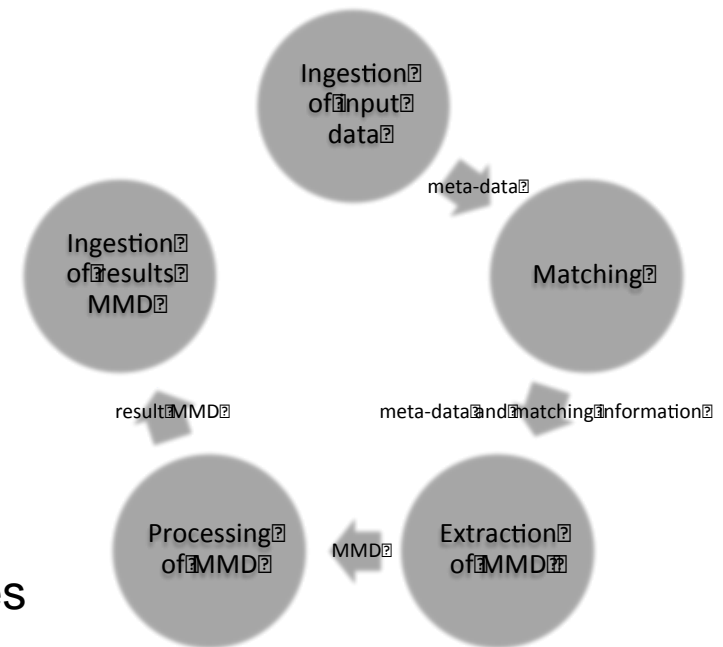 Ingestion
of input
data
meta-data
Matching
meta-data and matching information
Extraction
of MMD
MMD
Processing
of MMD
result MMD
Ingestion
of results
MMD
es